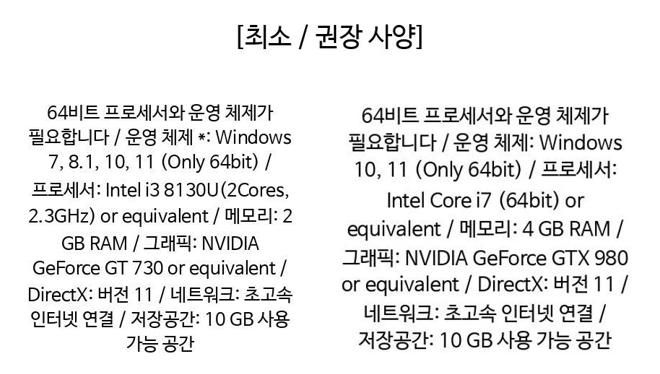 [최소 / 권장 사양]
64비트 프로세서와 운영 체제가
필요합니다 / 운영 체제 *: Windows
7, 8.1, 10, 11 (Only 64bit) /
프로세서: Intel i3 8130U(2Cores,
2.3GHz) or equivalent / 메모리: 2
GB RAM / 그래픽: NVIDIA
GeForce GT 730 or equivalent /
DirectX: 버전 11 / 네트워크: 초고속
인터넷 연결 / 저장공간: 10 GB 사용
가능 공간
64비트 프로세서와 운영 체제가
필요합니다 / 운영 체제: Windows
10, 11 (Only 64bit) / 프로세서:
Intel Core i7 (64bit) or
equivalent / 메모리: 4 GB RAM /
그래픽: NVIDIA GeForce GTX 980
or equivalent / DirectX: 버전 11 /
네트워크: 초고속 인터넷 연결 /
저장공간: 10 GB 사용 가능 공간